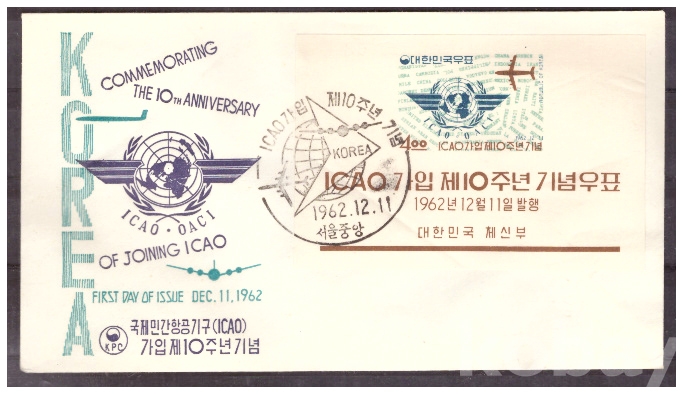 KOREA
COMMEMORATING
THE 10TH ANNIVERSARY
ICAO · OACI
OF JOINING ICAO
FIRST DAY OF ISSUE DEC. 11, 1962
KPC
국제민간항공기구(ICAO)
가입 제10주년기념
ICAO가입 제10주년 기념
KOREA
1962.12.11
서울중앙
대한민국우표
ICAO · OACI
4.00 ICAO가입제10주년기념
ICAO가입 제10주년기념우표
1962년12월11일 발행
대한민국 체신부